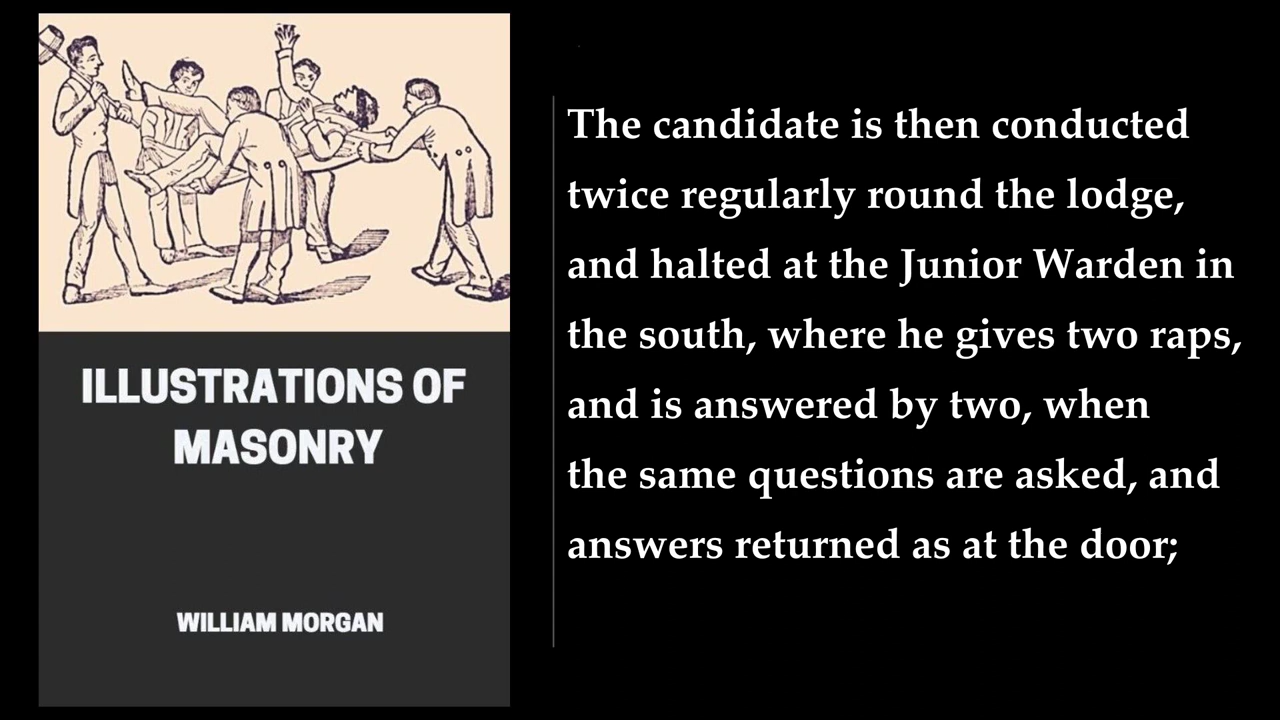 ILLUSTRATIONS OF
MASONRY
WILLIAM MORGAN
The candidate is then conducted
twice regularly round the lodge,
and halted at the Junior Warden in
the south, where he gives two raps,
and is answered by two, when
the same questions are asked, and
answers returned as at the door;